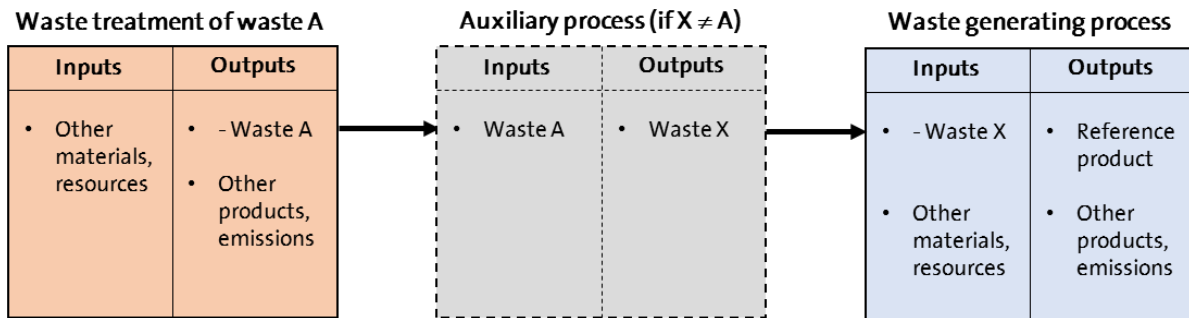 Waste treatment of waste A
Inputs
Outputs
• Other
materials,
resources
• - Waste A
• Other
products,
emissions
Auxiliary process (if X ≠ A)
Inputs
Outputs
• Waste A
• Waste X
Waste generating process
Inputs
Outputs
• - Waste X
• Other
materials,
resources
• Reference
product
• Other
products,
emissions